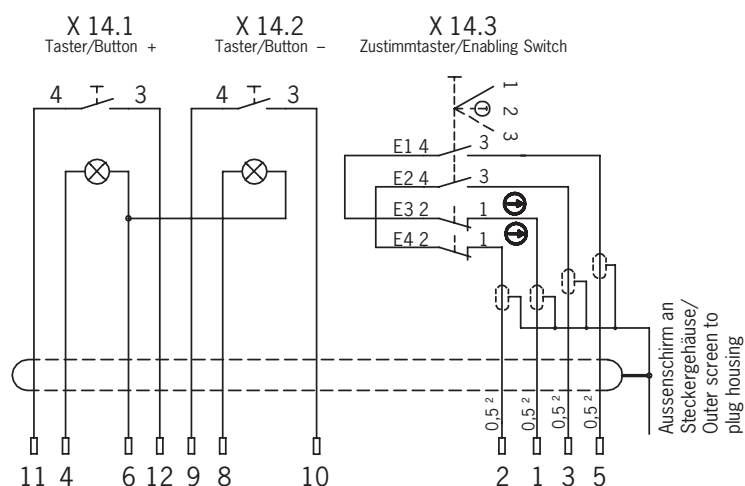 X 14.1
Taster/Button +
X 14.2
Taster/Button –
X 14.3
Zustimmtaster/Enabling Switch
4 3
4 3
1
2
3
E1 4 3
E2 4 3
E3 2 1
E4 2 1
0,5 ²
0,5 ²
0,5 ²
0,5 ²
Aussenschirm an
Steckergehäuse/
Outer screen to
plug housing
11 4 6 12 9 8 10 2 1 3 5